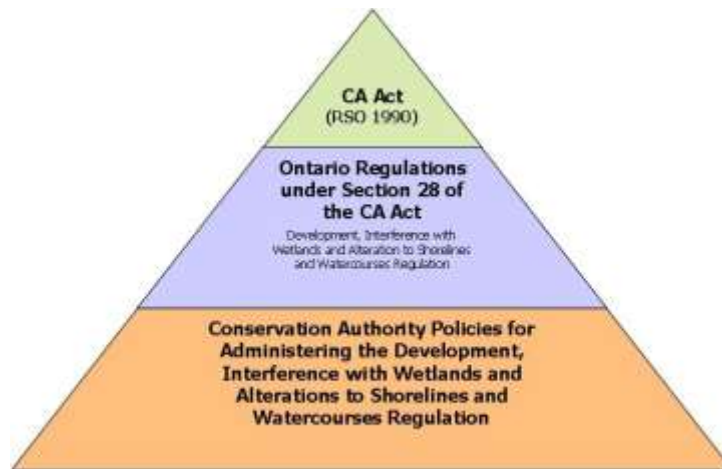 CA Act
(RSO 1990)
Ontario Regulations
under Section 28 of
the CA Act
Development, Interference with
Wetlands and Alteration to Shorelines
and Watercourses Regulation
Conservation Authority Policies for
Administering the Development,
Interference with Wetlands and
Alterations to Shorelines and
Watercourses Regulation